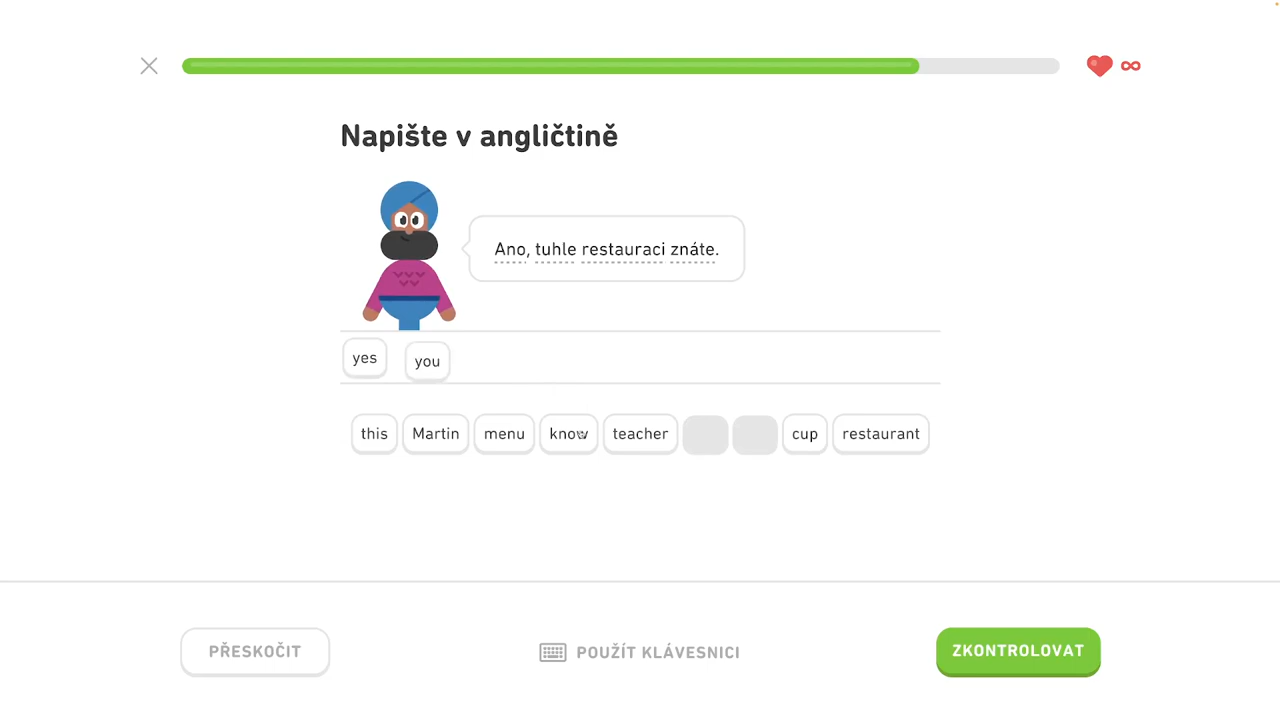 ∞
Napište v angličtině
Ano, tuhle restauraci znáte.
yes you
this Martin menu know teacher cup restaurant
PŘESKOČIT POUŽÍT KLÁVESNICI ZKONTROLOVAT